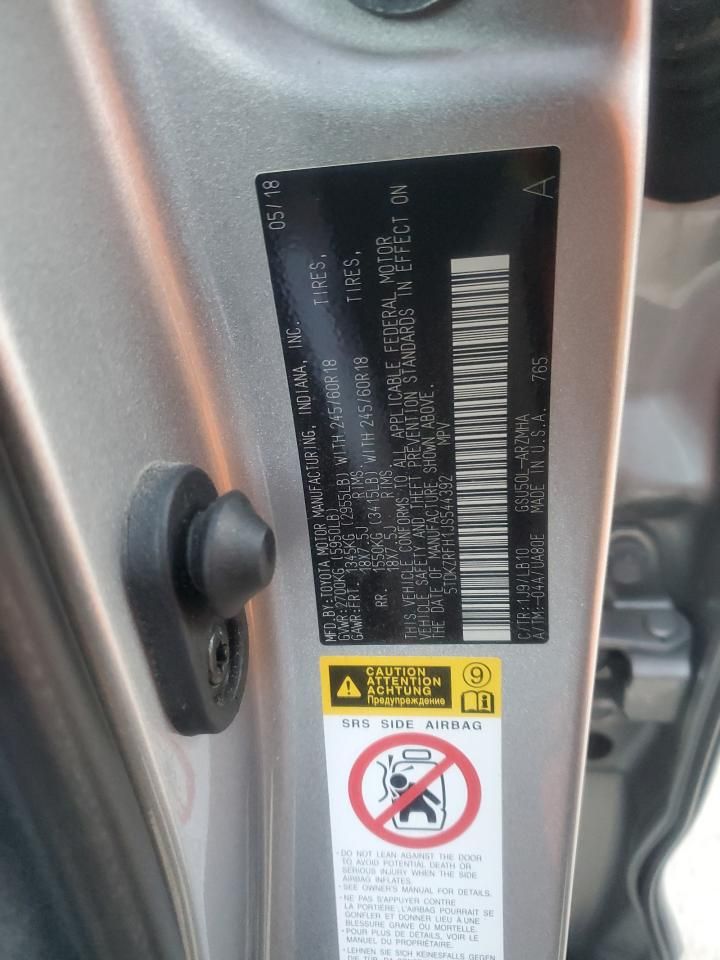 05/18
MFD.BY:TOYOTA MOTOR MANUFACTURING, INDIANA, INC.
GVWR:2700KG (5950LB)
GAWR:FRT. 1345KG (2955LB) WITH 245/60R18 TIRES,
18X7.5J RIMS.
RR. 1550KG (3415LB) WITH 245/60R18 TIRES,
18X7.5J RIMS.
THIS VEHICLE CONFORMS TO ALL APPLICABLE FEDERAL MOTOR
VEHICLE SAFETY AND THEFT PREVENTION STANDARDS IN EFFECT ON
THE DATE OF MANUFACTURE SHOWN ABOVE.
5TDKZRFH1JS544392 MPV
A
C/TR:1J9/LB10 GSU50L-ARZMHA
A/TM:-04A/UA80E MADE IN U.S.A. 765
CAUTION
ATTENTION
ACHTUNG
Предупреждение
9
SRS SIDE AIRBAG
• DO NOT LEAN AGAINST THE DOOR
TO AVOID POTENTIAL DEATH OR
SERIOUS INJURY WHEN THE SIDE
AIRBAG INFLATES.
• SEE OWNER'S MANUAL FOR DETAILS.
• NE PAS S'APPUYER CONTRE
LA PORTIÈRE; L'AIRBAG POURRAIT SE
GONFLER ET DONNER LIEU À UNE
BLESSURE GRAVE OU MORTELLE.
• POUR PLUS DE DÉTAILS, VOIR LE
MANUEL DU PROPRIÉTAIRE.
• LEHNEN SIE SICH KEINESFALLS GEGEN
DIE TÜR